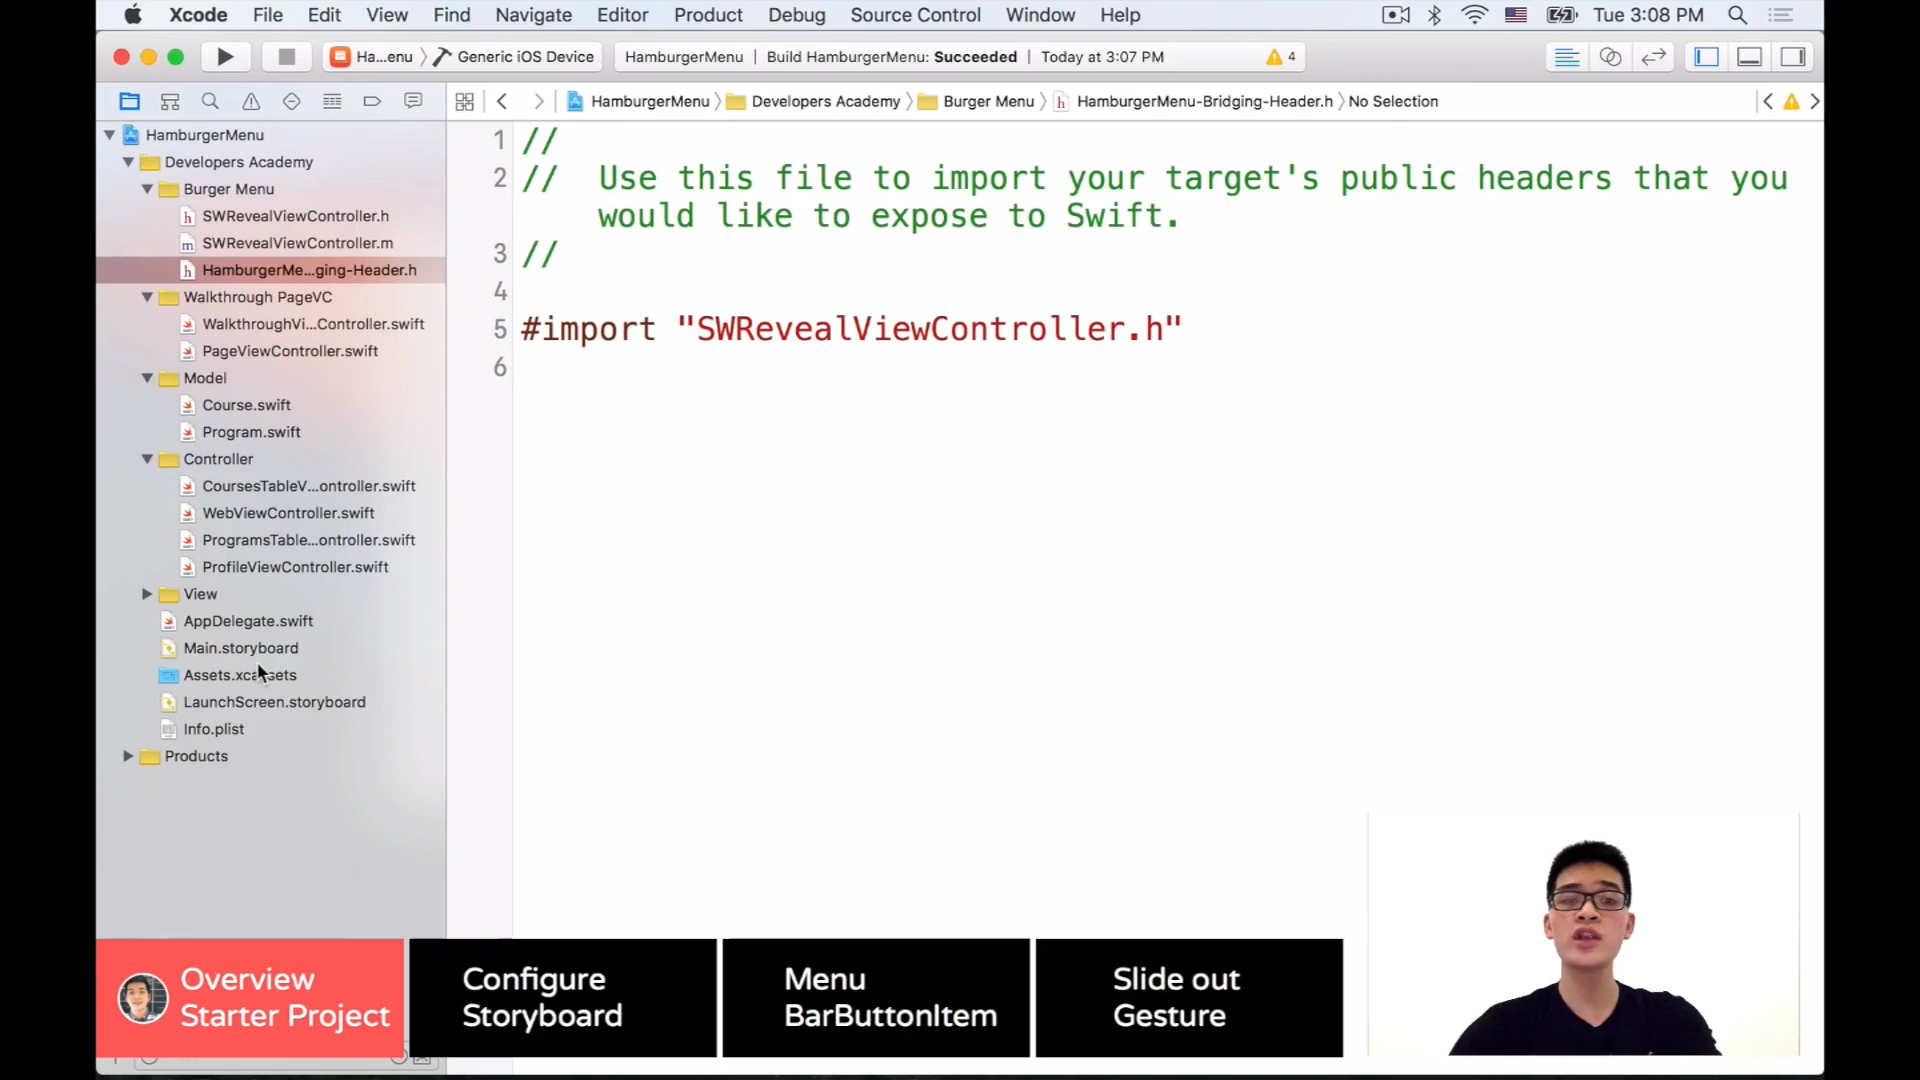 Xcode File Edit View Find Navigate Editor Product Debug Source Control Window Help Tue 3:08 PM
Ha...enu Generic iOS Device HamburgerMenu Build HamburgerMenu: Succeeded Today at 3:07 PM 4
HamburgerMenu Developers Academy Burger Menu h HamburgerMenu-Bridging-Header.h No Selection
HamburgerMenu
Developers Academy
Burger Menu
h SWRevealViewController.h
m SWRevealViewController.m
h HamburgerMe...ging-Header.h
Walkthrough PageVC
WalkthroughVi...Controller.swift
PageViewController.swift
Model
Course.swift
Program.swift
Controller
CoursesTableV...ontroller.swift
WebViewController.swift
ProgramsTable...ontroller.swift
ProfileViewController.swift
View
AppDelegate.swift
Main.storyboard
Assets.xcassets
LaunchScreen.storyboard
Info.plist
Products
1 //
2 // Use this file to import your target's public headers that you
would like to expose to Swift.
3 //
4
5 #import "SWRevealViewController.h"
6
Overview
Starter Project
Configure
Storyboard
Menu
BarButtonItem
Slide out
Gesture